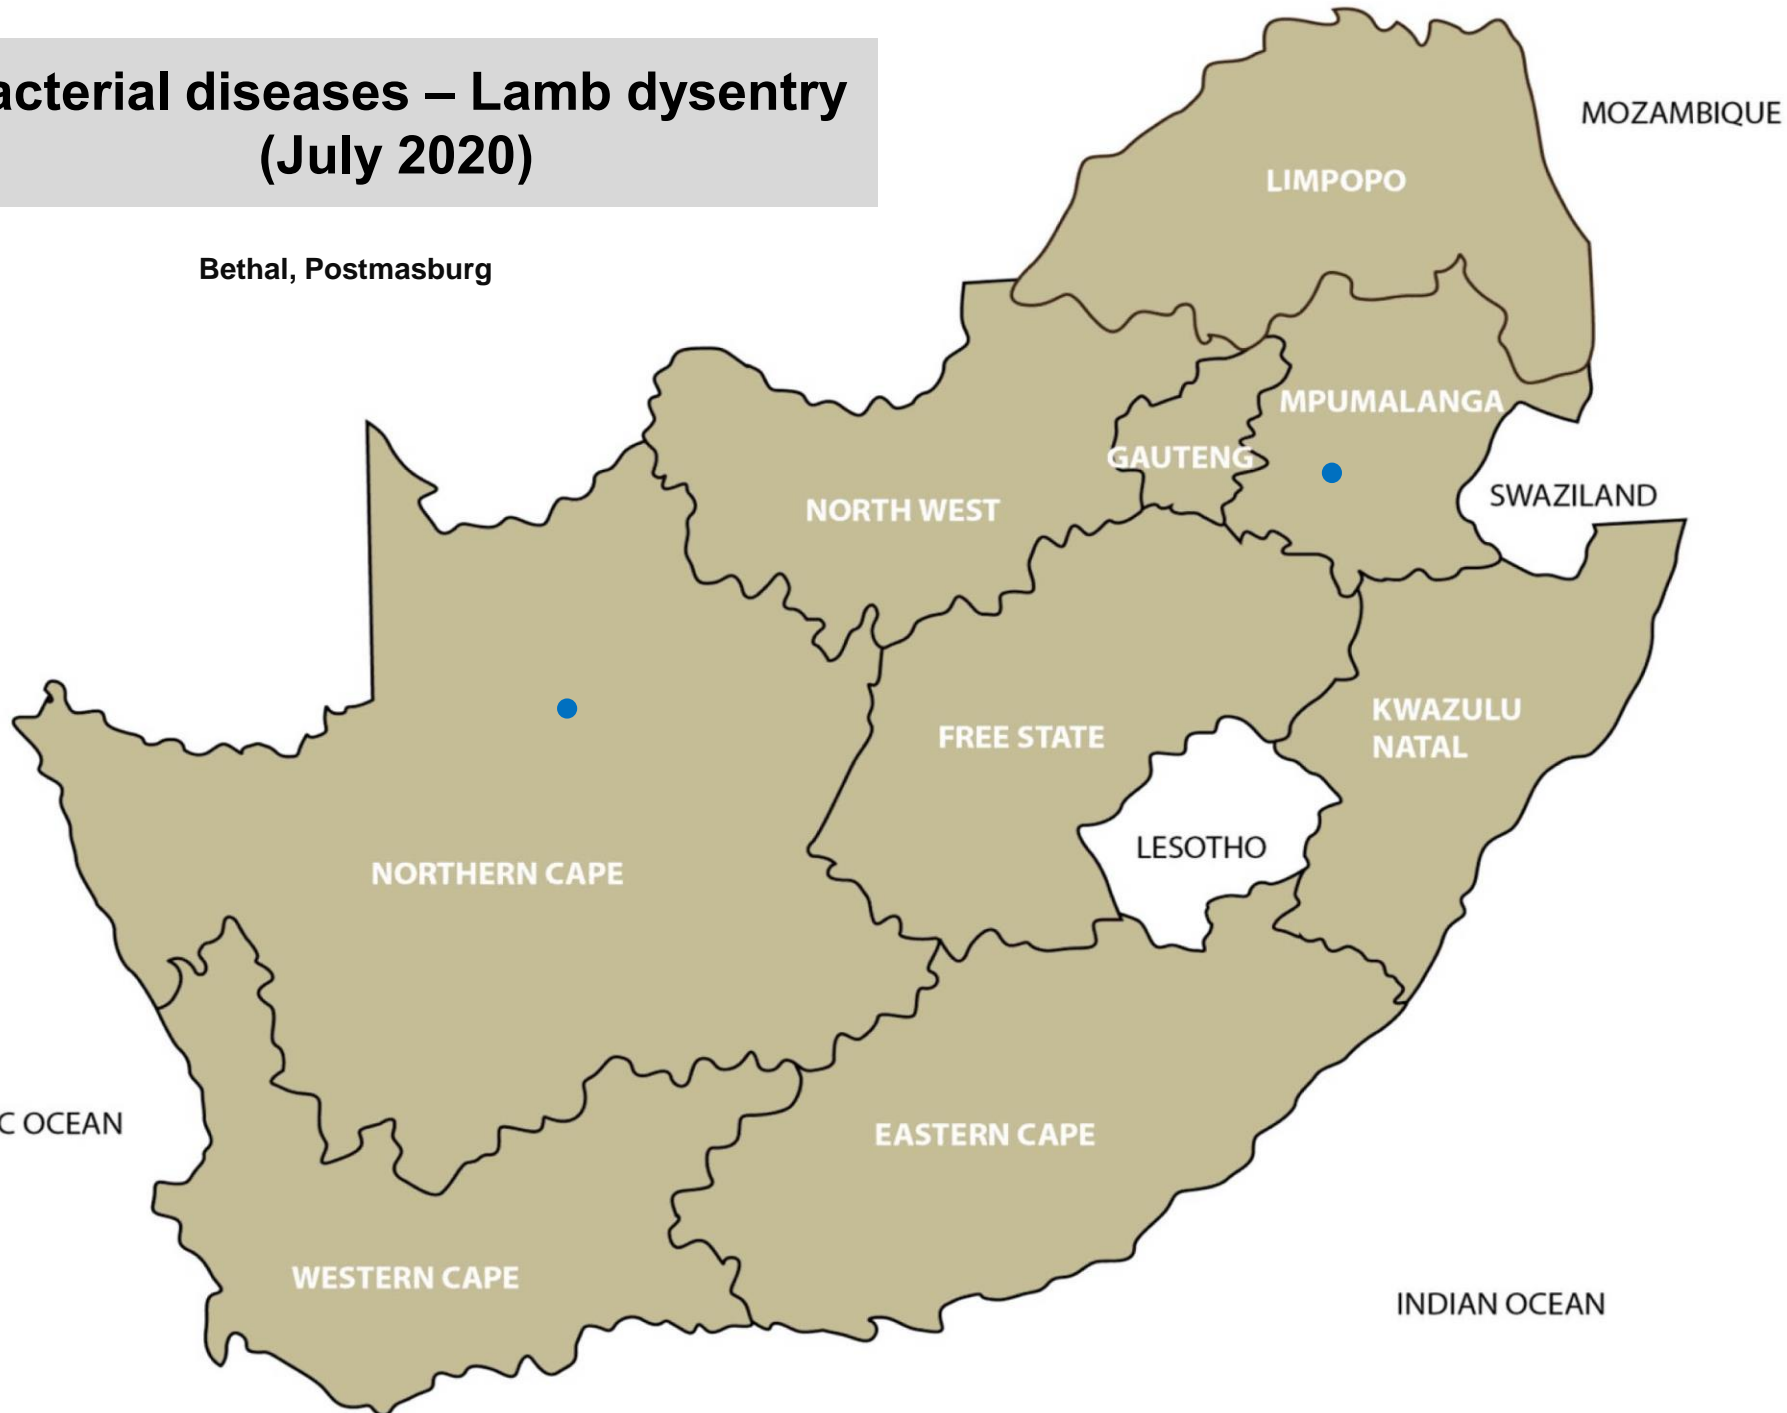 acterial diseases – Lamb dysentry
(July 2020)
MOZAMBIQUE
LIMPOPO
Bethal, Postmasburg
MPUMALANGA
GAUTENG
SWAZILAND
NORTH WEST
KWAZULU
NATAL
FREE STATE
LESOTHO
NORTHERN CAPE
C OCEAN
EASTERN CAPE
WESTERN CAPE
INDIAN OCEAN